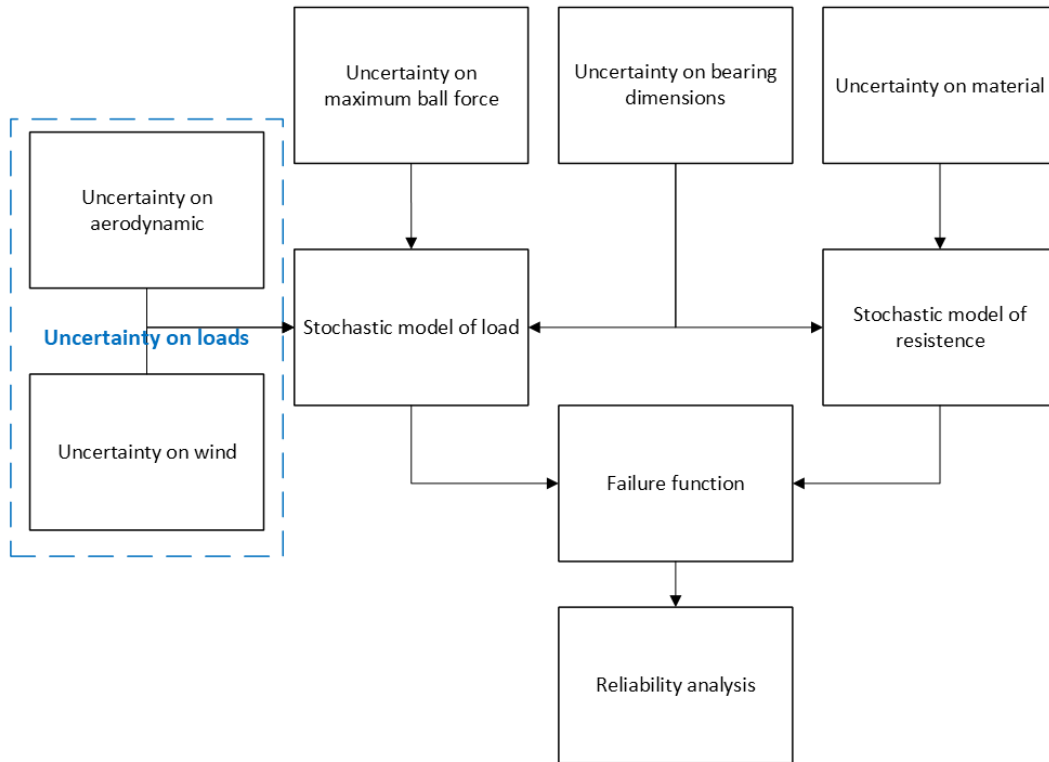 Uncertainty on
maximum ball force
Uncertainty on bearing
dimensions
Uncertainty on material
Uncertainty on
aerodynamic
Uncertainty on loads
Stochastic model of load
Stochastic model of
resistence
Uncertainty on wind
Failure function
Reliability analysis